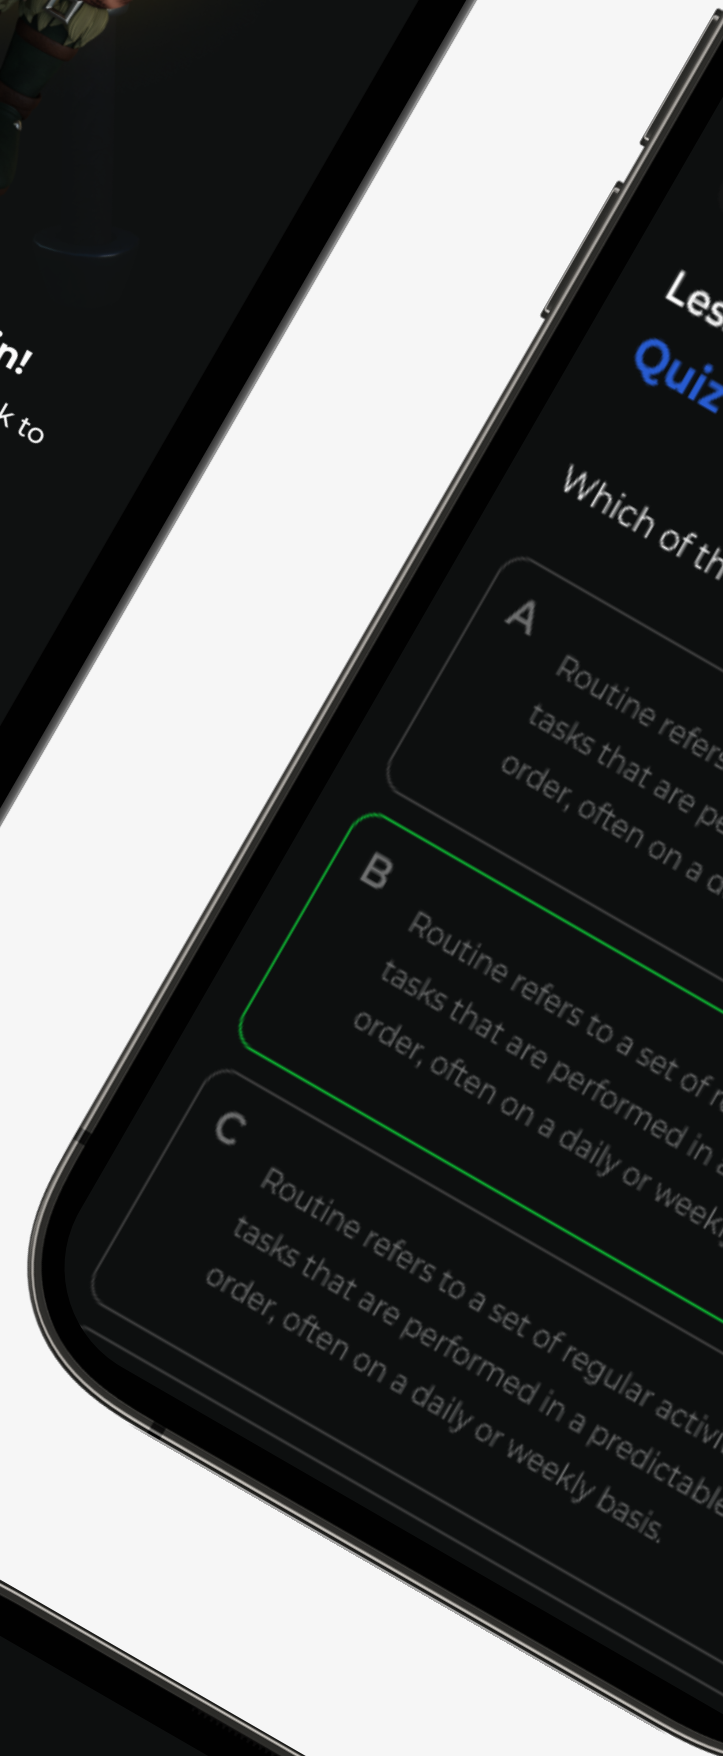 n!
k to
Les
Quiz
Which of th
A
Routine refers
tasks that are pe
order, often on a d
B
Routine refers to a set of r
tasks that are performed in a
order, often on a daily or weekly
C
Routine refers to a set of regular activi
tasks that are performed in a predictable
order, often on a daily or weekly basis.